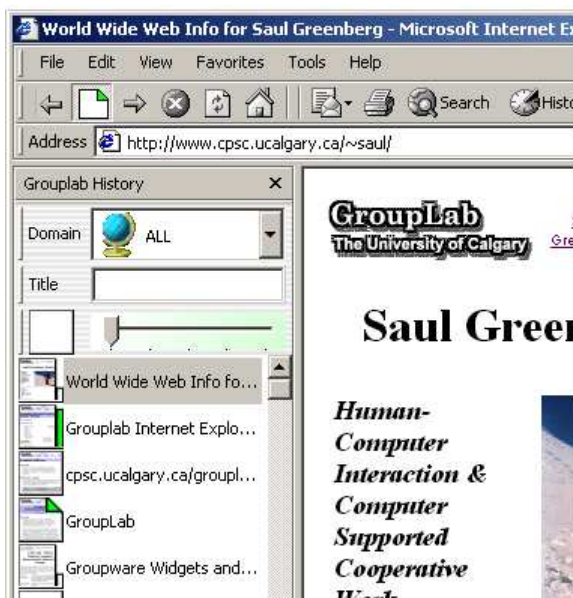 World Wide Web Info for Saul Greenberg - Microsoft Internet Ex
File Edit View Favorites Tools Help
Search Histo
Address http://www.cpsc.ucalgary.ca/~saul/
Grouplab History x
Domain ALL
Title
World Wide Web Info fo...
Grouplab Internet Explo...
cpsc.ucalgary.ca/groupl...
GroupLab
Groupware Widgets and...
GroupLab
The University of Calgary
Gre
Saul Green
Human-
Computer
Interaction &
Computer
Supported
Cooperative
Work